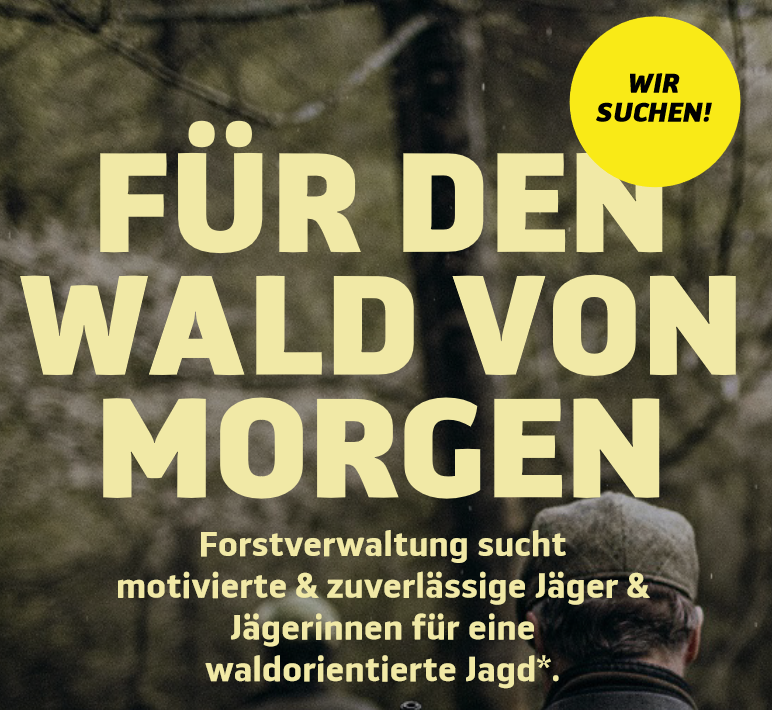 WIR
SUCHEN!
FÜR DEN
WALD VON
MORGEN
Forstverwaltung sucht
motivierte & zuverlässige Jäger &
Jägerinnen für eine
waldorientierte Jagd*.